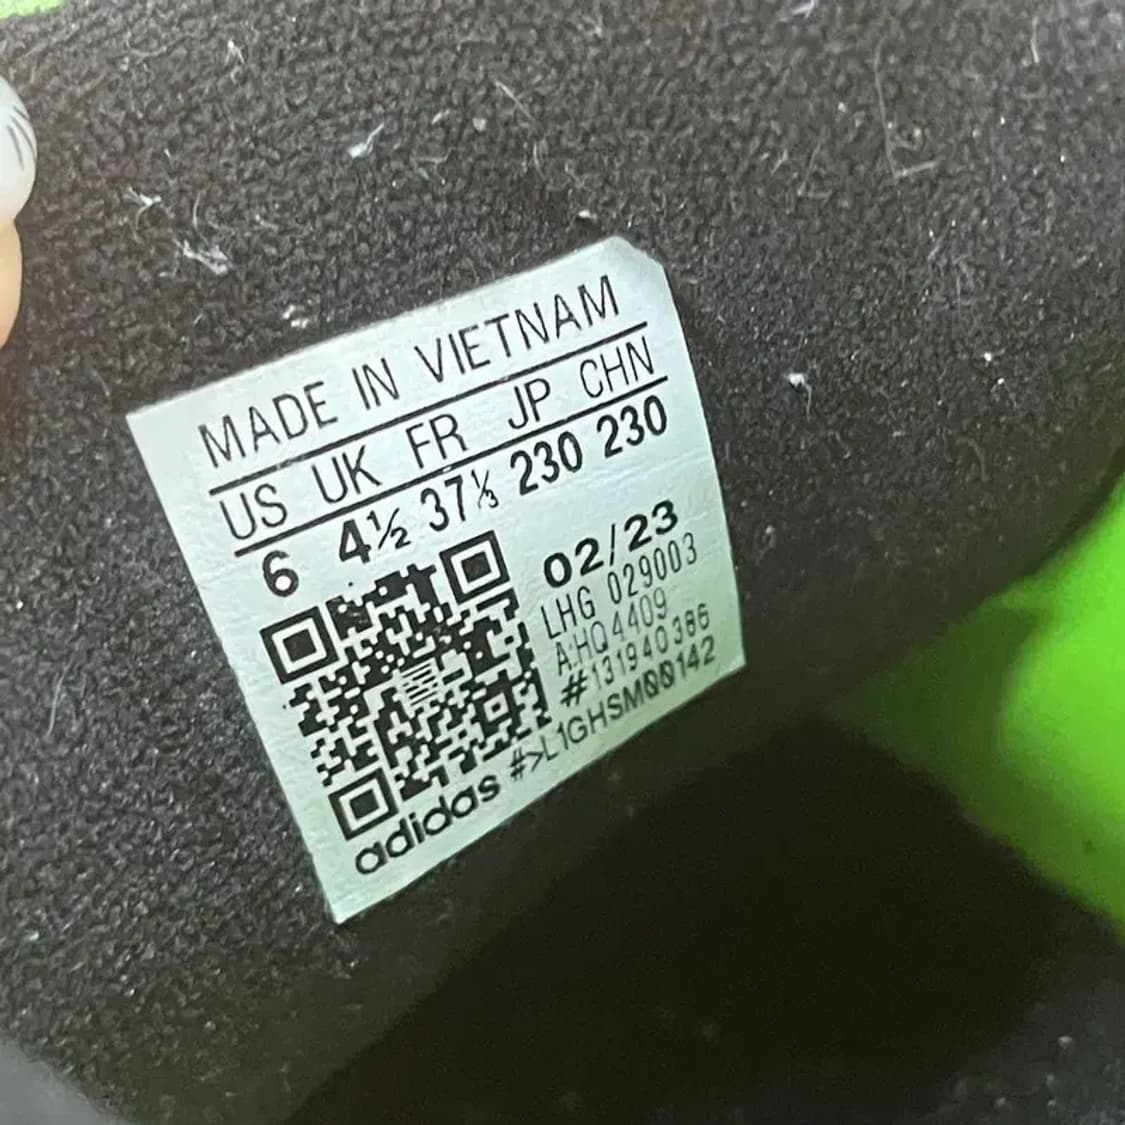 MADE IN VIETNAM
US UK FR JP CHN
6 4½ 37⅓ 230 230
02/23
LHG 029003
A:HQ4409
#131940386
#>L1GHSM00142
adidas